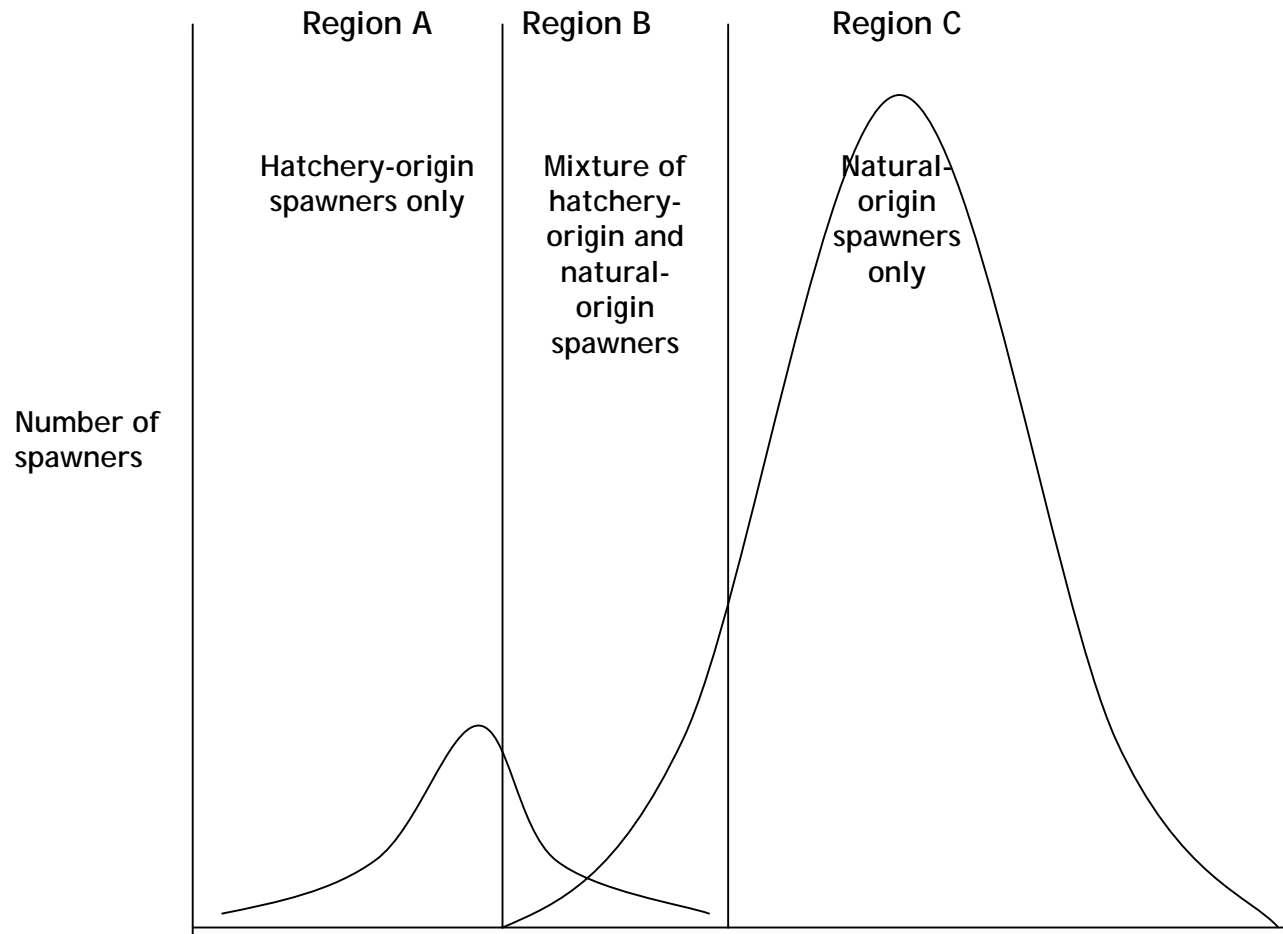 Region A
Region B
Region C
Hatchery-origin
spawners only
Mixture of
hatchery-
origin and
natural-
origin
spawners
Natural-
origin
spawners
only
Number of
spawners